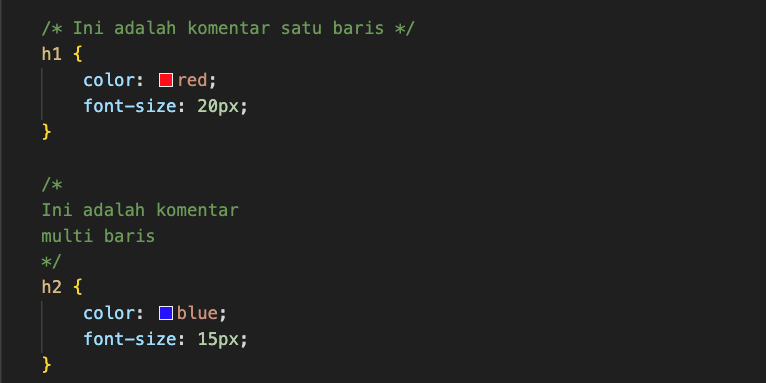 /* Ini adalah komentar satu baris */
h1 {
    color: red;
    font-size: 20px;
}

/*
Ini adalah komentar
multi baris
*/
h2 {
    color: blue;
    font-size: 15px;
}